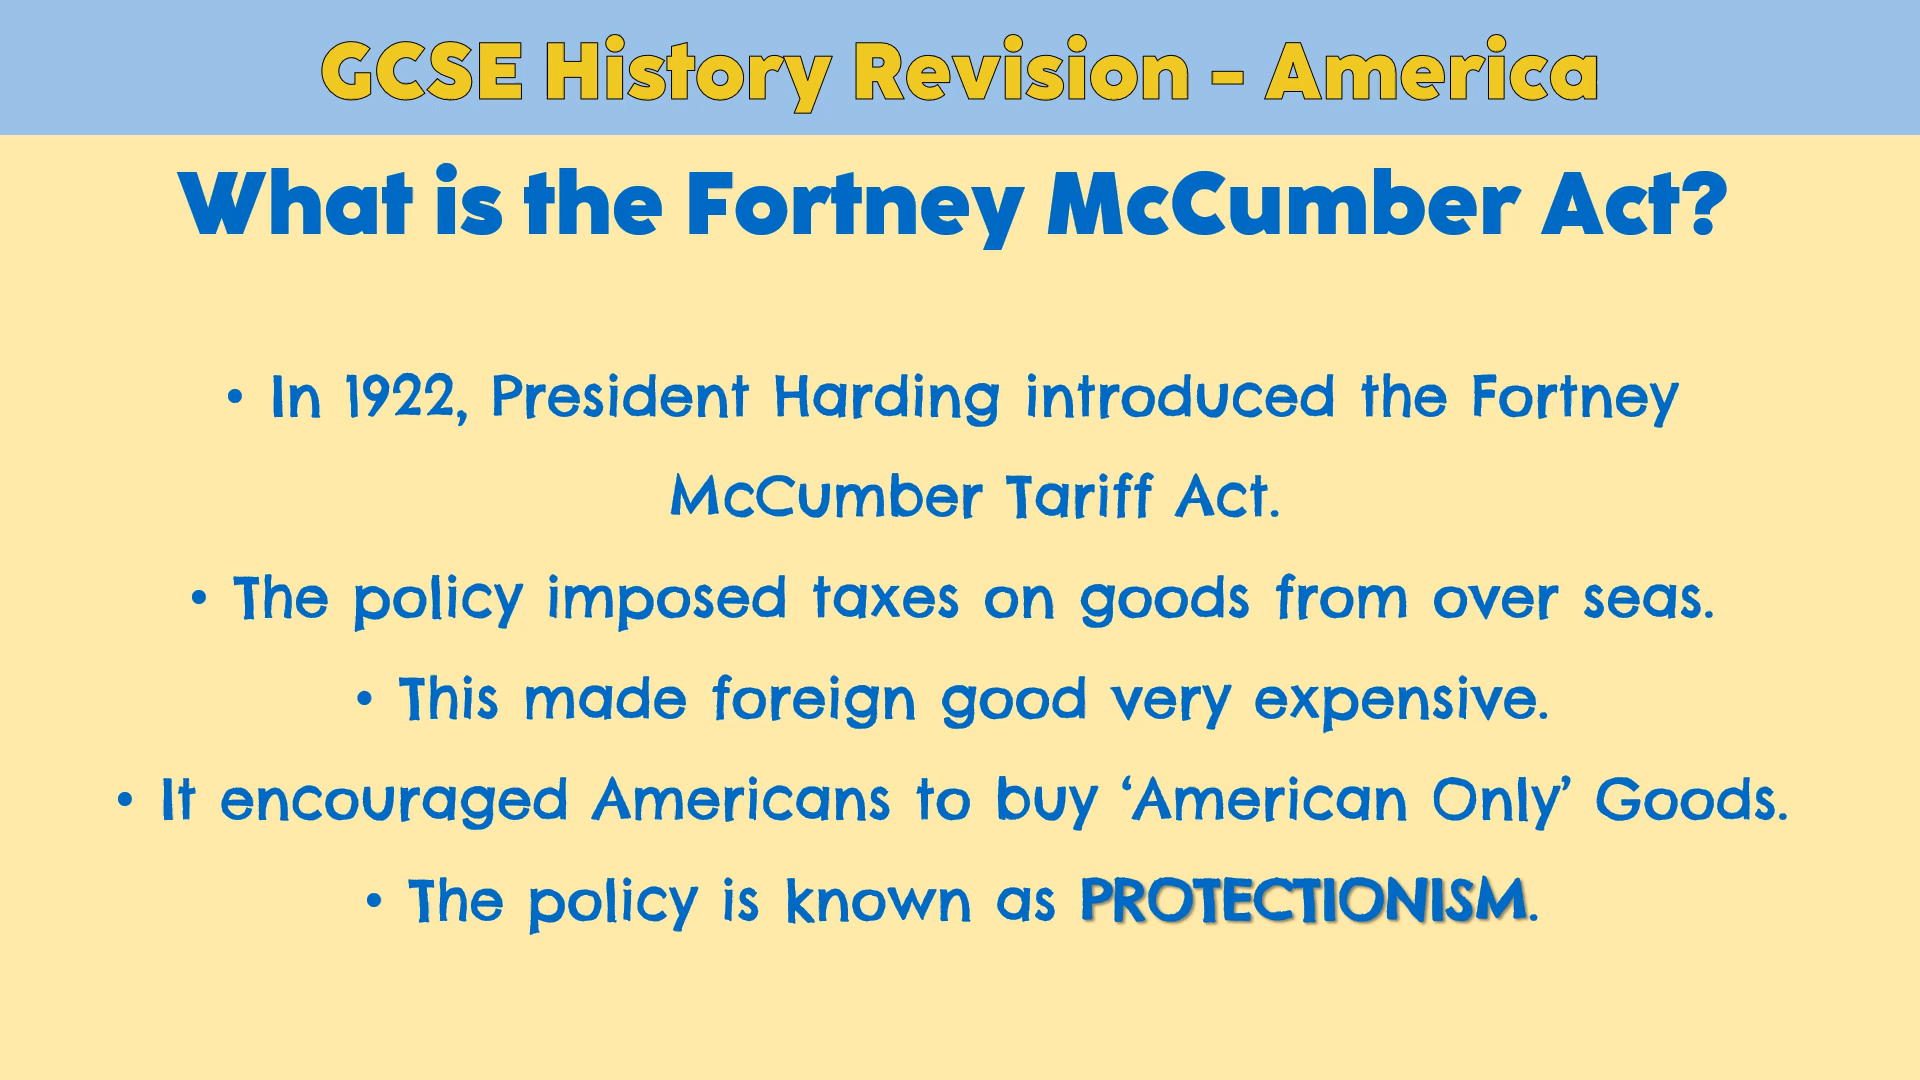 GCSE History Revision - America
What is the Fortney McCumber Act?
• In 1922, President Harding introduced the Fortney
McCumber Tariff Act.
• The policy imposed taxes on goods from over seas.
• This made foreign good very expensive.
• It encouraged Americans to buy ‘American Only’ Goods.
• The policy is known as PROTECTIONISM.